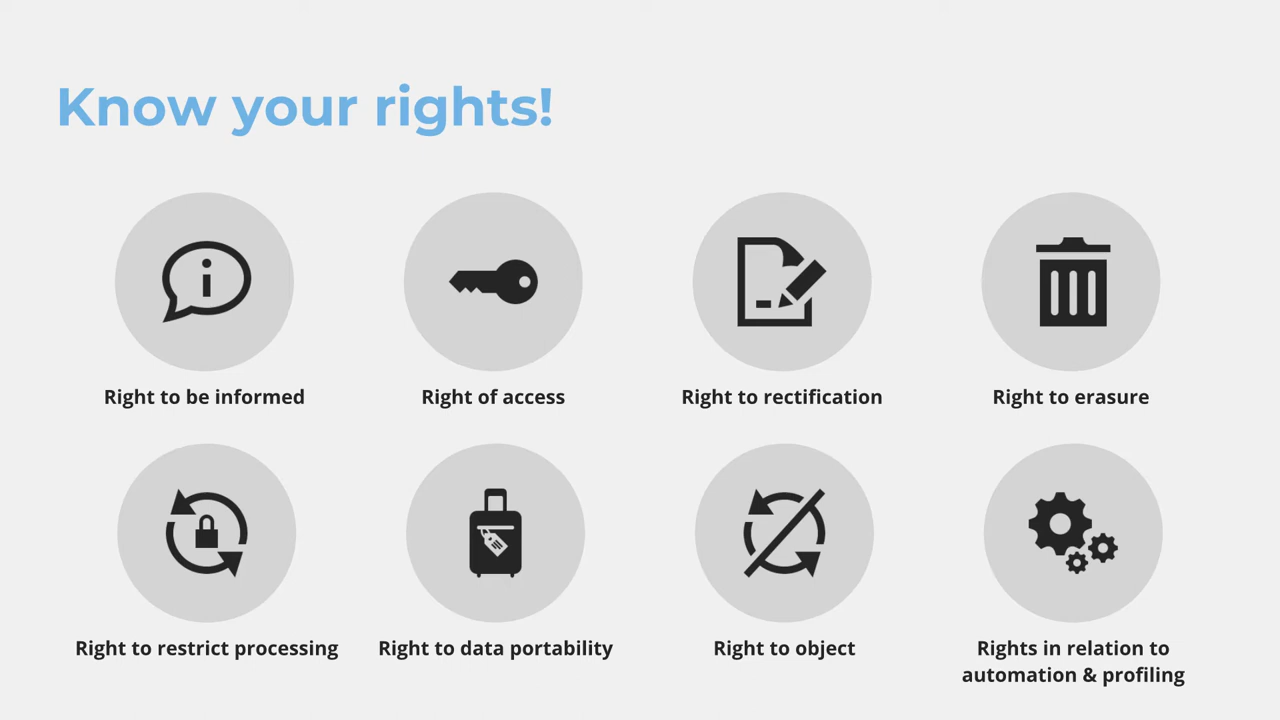 Know your rights!
Right to be informed
Right of access
Right to rectification
Right to erasure
Right to restrict processing
Right to data portability
Right to object
Rights in relation to
automation & profiling